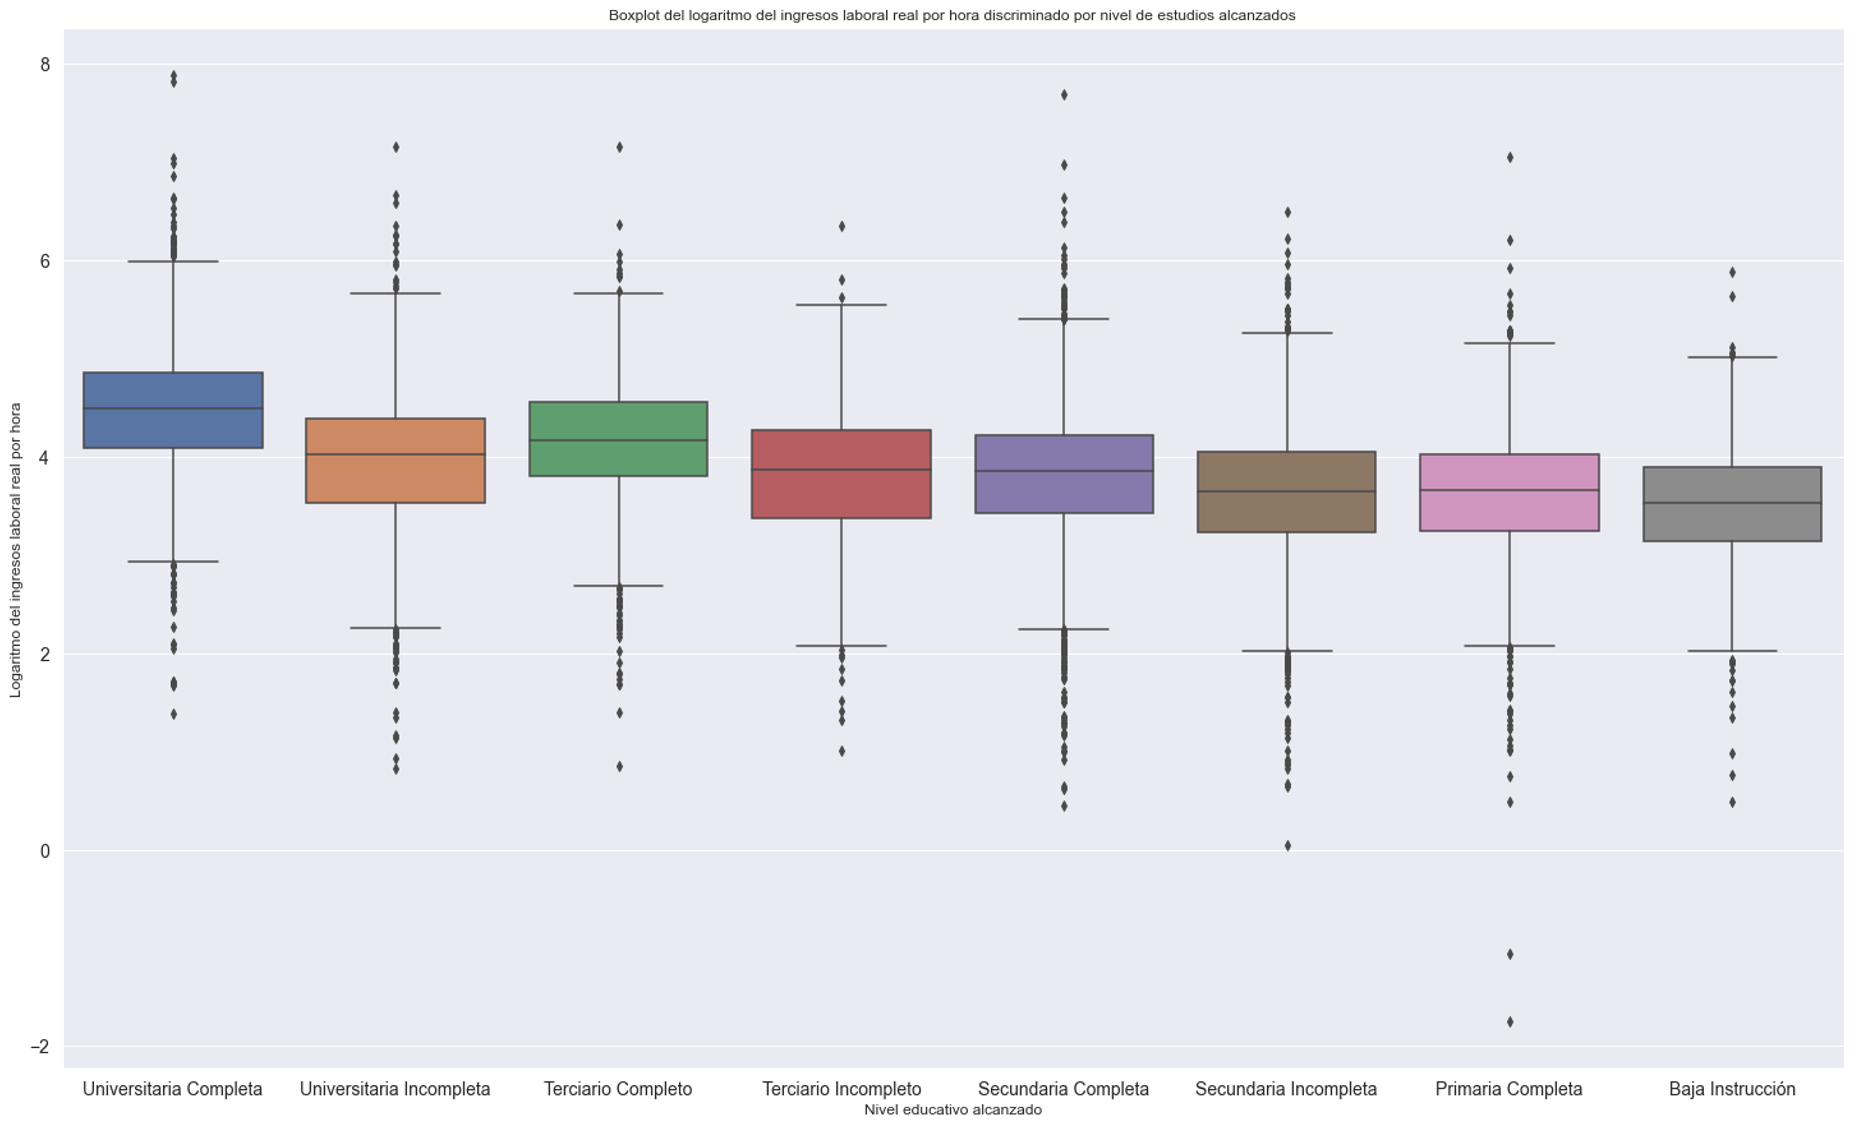 Boxplot del logaritmo del ingresos laboral real por hora discriminado por nivel de estudios alcanzados
Logaritmo del ingresos laboral real por hora
8
6
4
2
0
−2
Universitaria Completa Universitaria Incompleta Terciario Completo Terciario Incompleto Secundaria Completa Secundaria Incompleta Primaria Completa Baja Instrucción
Nivel educativo alcanzado